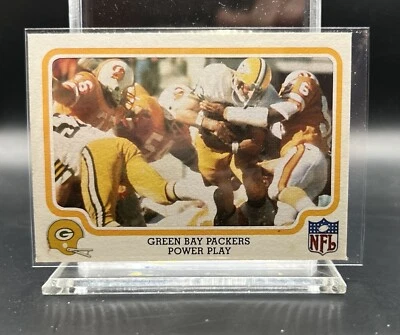 GREEN BAY PACKERS
POWER PLAY
G
NFL